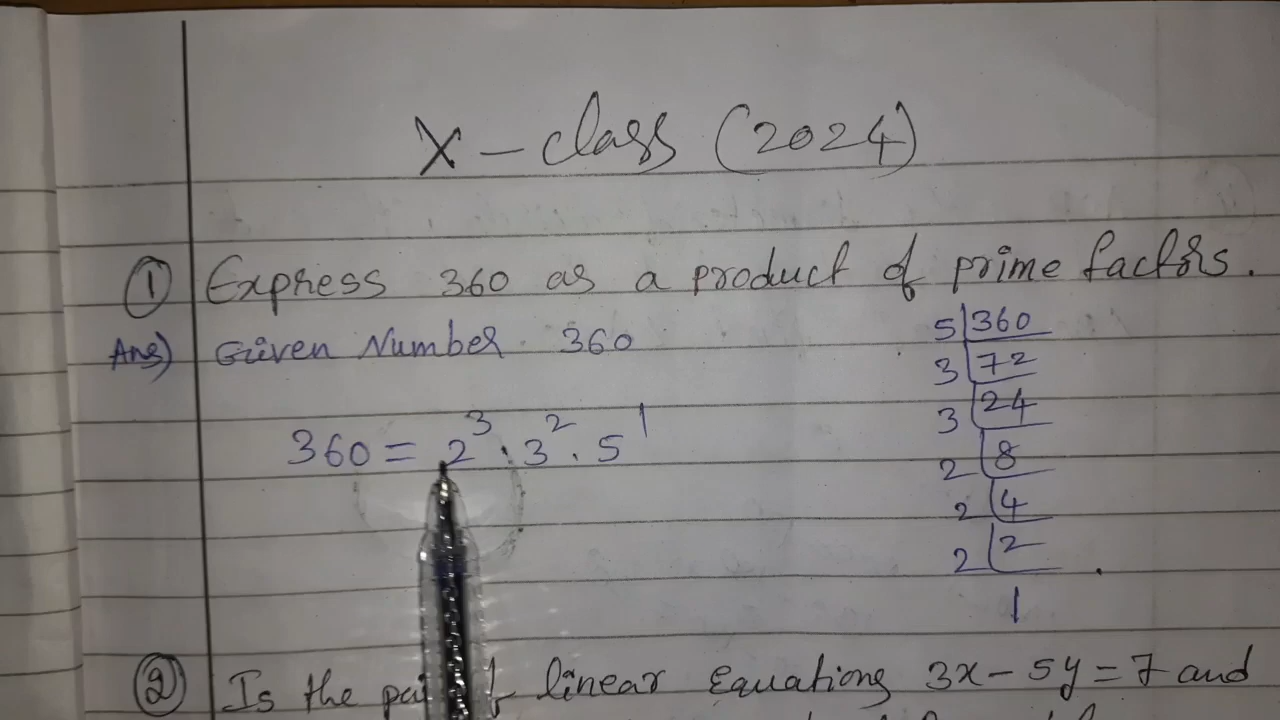 X - class (2024)
① Express 360 as a product of prime factors.
Ans) Given Number 360
360 = 2³ · 3² · 5¹
5 | 360
3 | 72
3 | 24
2 | 8
2 | 4
2 | 2
1
② Is the linear Equations 3x - 5y = 7 and